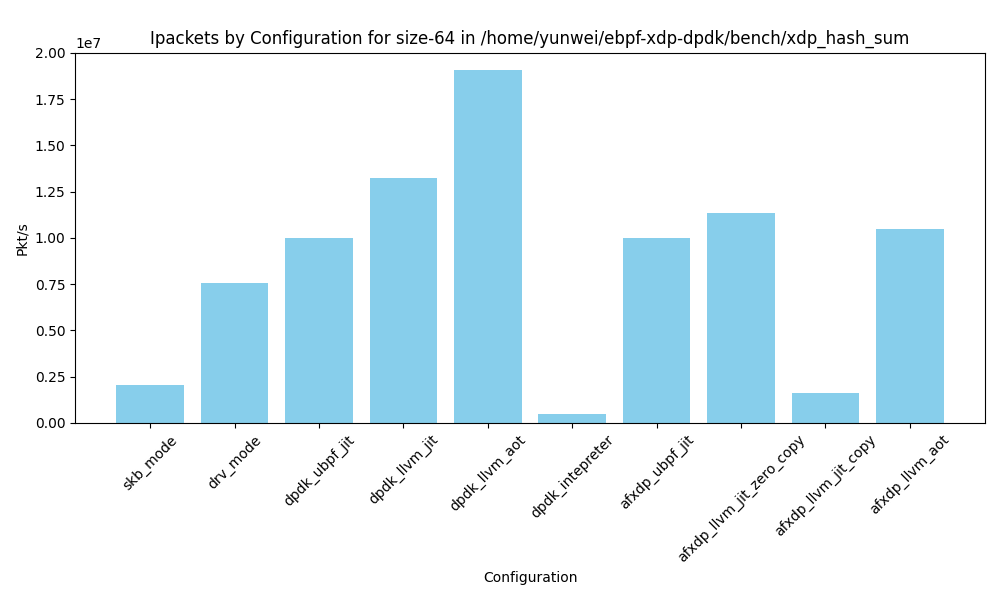 Ipackets by Configuration for size-64 in /home/yunwei/ebpf-xdp-dpdk/bench/xdp_hash_sum
1e7
2.00
1.75
1.50
1.25
1.00
0.75
0.50
0.25
0.00
Pkt/s
skb_mode
drv_mode
dpdk_ubpf_jit
dpdk_llvm_jit
dpdk_llvm_aot
dpdk_intepreter
afxdp_ubpf_jit
afxdp_llvm_jit_zero_copy
afxdp_llvm_jit_copy
afxdp_llvm_aot
Configuration